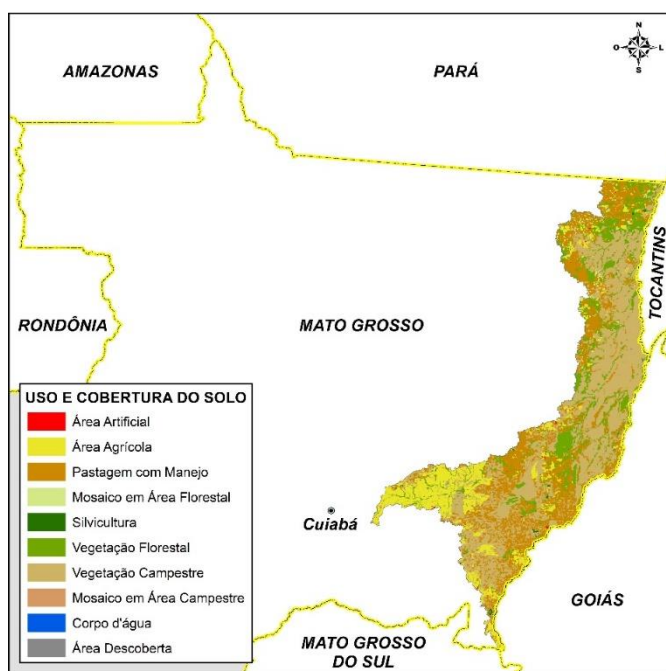 N
O L
S
AMAZONAS
PARÁ
TOCANTINS
RONDÔNIA
MATO GROSSO
USO E COBERTURA DO SOLO
Área Artificial
Área Agrícola
Pastagem com Manejo
Mosaico em Área Florestal
Silvicultura
Vegetação Florestal
Vegetação Campestre
Mosaico em Área Campestre
Corpo d'água
Área Descoberta
Cuiabá
GOIÁS
MATO GROSSO
DO SUL